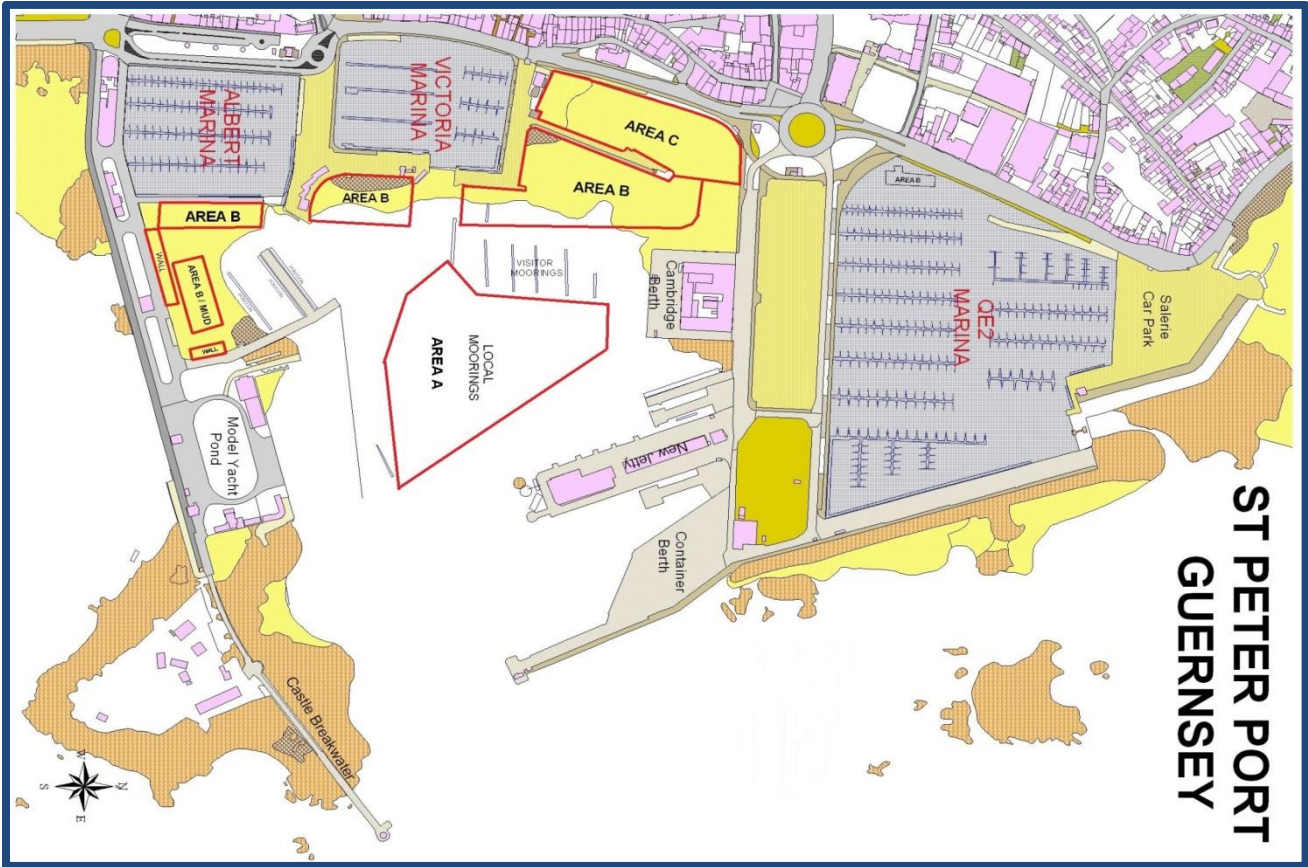 ST PETER PORT
GUERNSEY
ALBERT
MARINA
VICTORIA
MARINA
AREA C
AREA B
AREA B
AREA B
AREA B
WALL
AREA B / MUD
WALL
PONTOON
PONTOON
VISITOR
MOORINGS
LOCAL
MOORINGS
AREA A
Cambridge
Berth
QE2
MARINA
Salerie
Car Park
New Jetty
Container
Berth
Model Yacht
Pond
Castle Breakwater
W
N
S
E